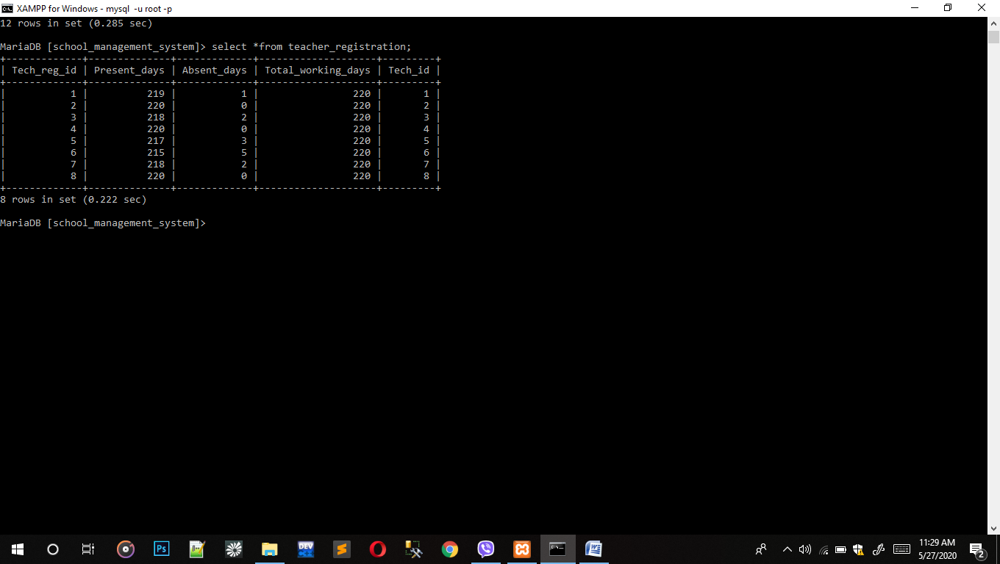 XAMPP for Windows - mysql -u root -p
12 rows in set (0.285 sec)
MariaDB [school_management_system]> select *from teacher_registration;
+-------------+--------------+-------------+--------------------+---------+
| Tech_reg_id | Present_days | Absent_days | Total_working_days | Tech_id |
+-------------+--------------+-------------+--------------------+---------+
| 1 | 219 | 1 | 220 | 1 |
| 2 | 220 | 0 | 220 | 2 |
| 3 | 218 | 2 | 220 | 3 |
| 4 | 220 | 0 | 220 | 4 |
| 5 | 217 | 3 | 220 | 5 |
| 6 | 215 | 5 | 220 | 6 |
| 7 | 218 | 2 | 220 | 7 |
| 8 | 220 | 0 | 220 | 8 |
+-------------+--------------+-------------+--------------------+---------+
8 rows in set (0.222 sec)
MariaDB [school_management_system]>
Ps
DEV
11:29 AM
5/27/2020
2